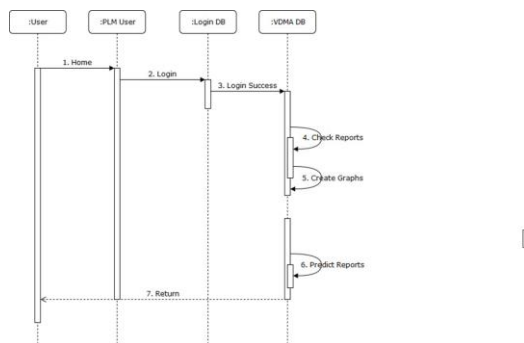 :User
:PLM User
:Login DB
:VDMA DB
1. Home
2. Login
3. Login Success
4. Check Reports
5. Create Graphs
6. Predict Reports
7. Return